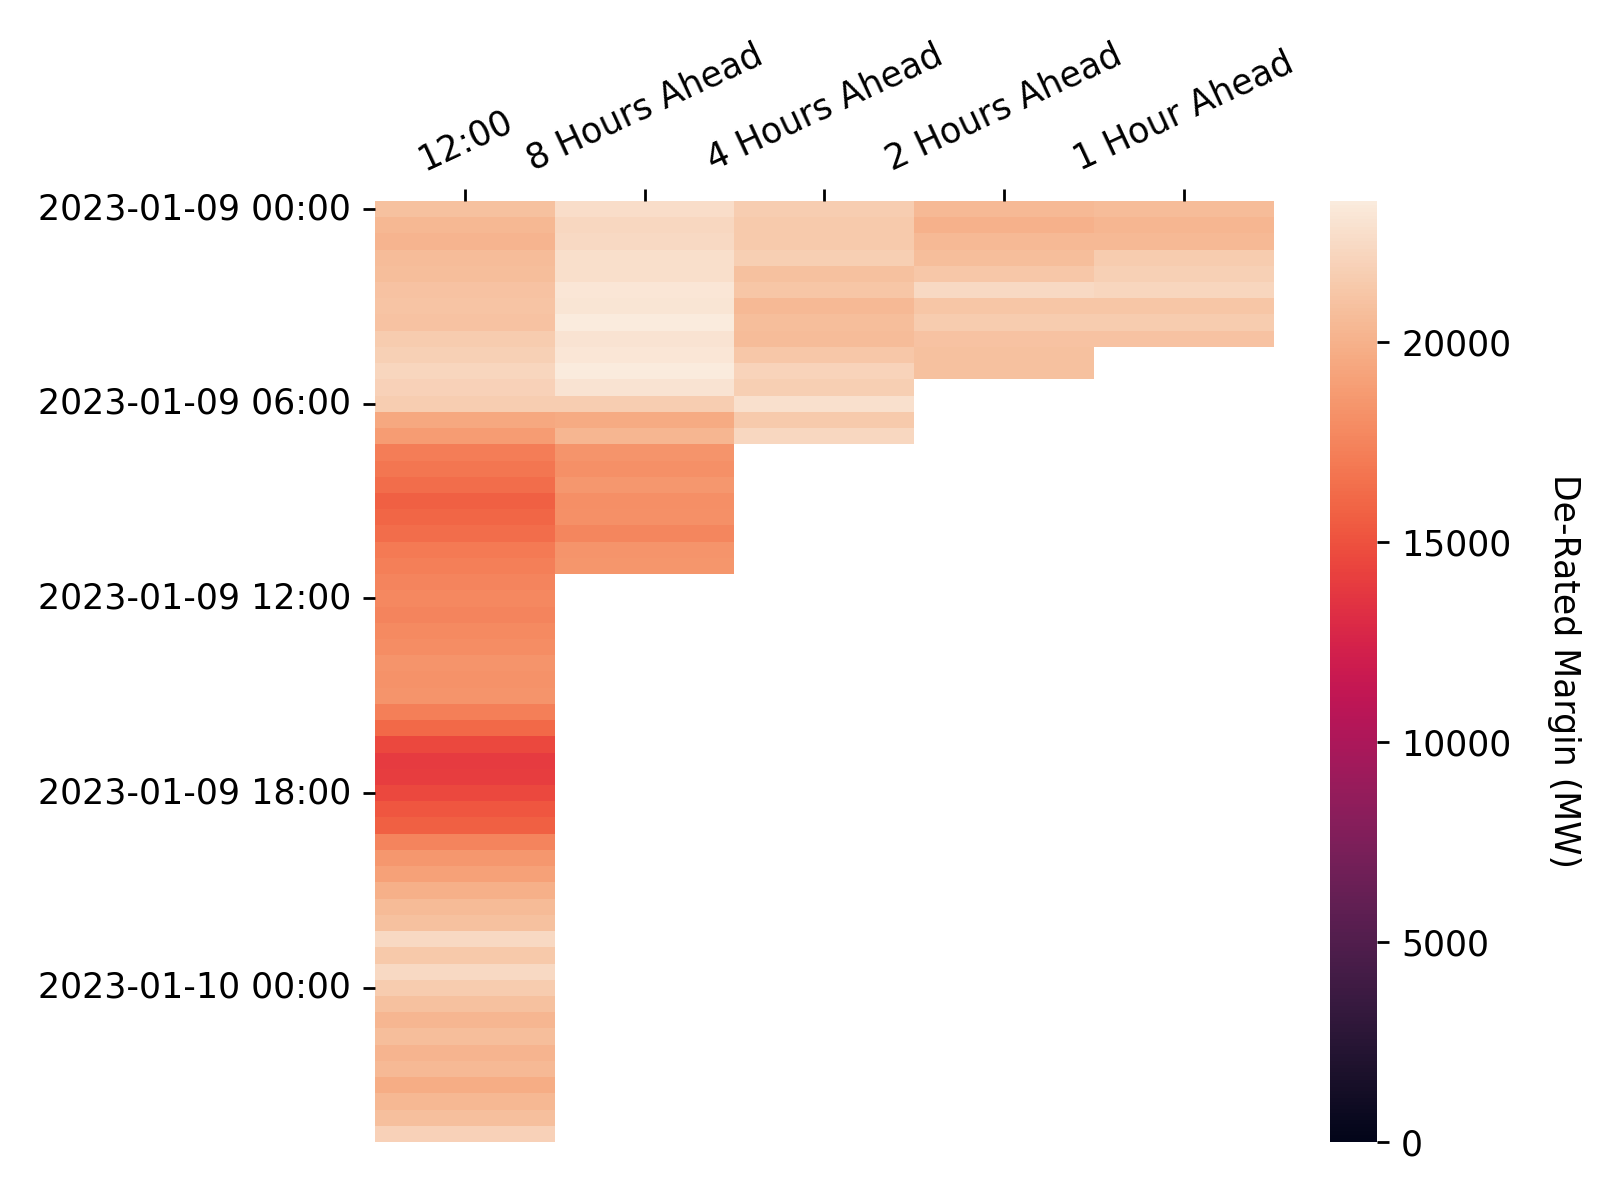 12:00
8 Hours Ahead
4 Hours Ahead
2 Hours Ahead
1 Hour Ahead
2023-01-09 00:00
2023-01-09 06:00
2023-01-09 12:00
2023-01-09 18:00
2023-01-10 00:00
20000
15000
10000
5000
0
De-Rated Margin (MW)